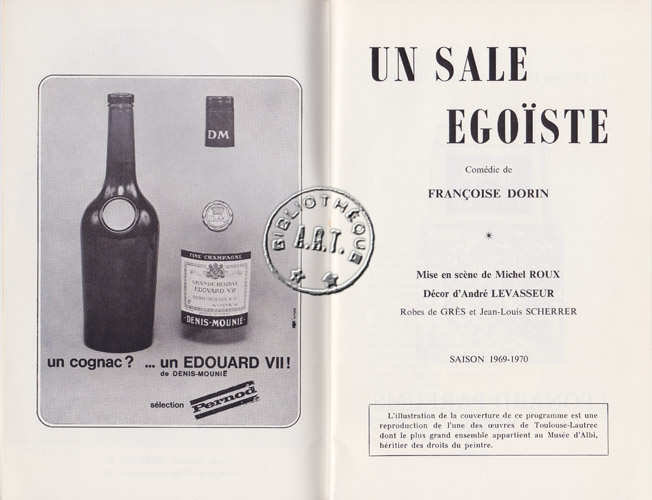 DM
DM
FINE CHAMPAGNE
GRANDE RESERVE
EDOUARD VII
DENIS-MOUNIÉ
un cognac? ... un EDOUARD VII!
de DENIS-MOUNIÉ
sélection Pernod
BIBLIOTHÈQUE
A.R.T.
UN SALE
EGOÏSTE
Comédie de
FRANÇOISE DORIN
*
Mise en scène de Michel ROUX
Décor d'André LEVASSEUR
Robes de GRÈS et Jean-Louis SCHERRER
SAISON 1969-1970
L'illustration de la couverture de ce programme est une
reproduction de l'une des œuvres de Toulouse-Lautrec
dont le plus grand ensemble appartient au Musée d'Albi,
héritier des droits du peintre.